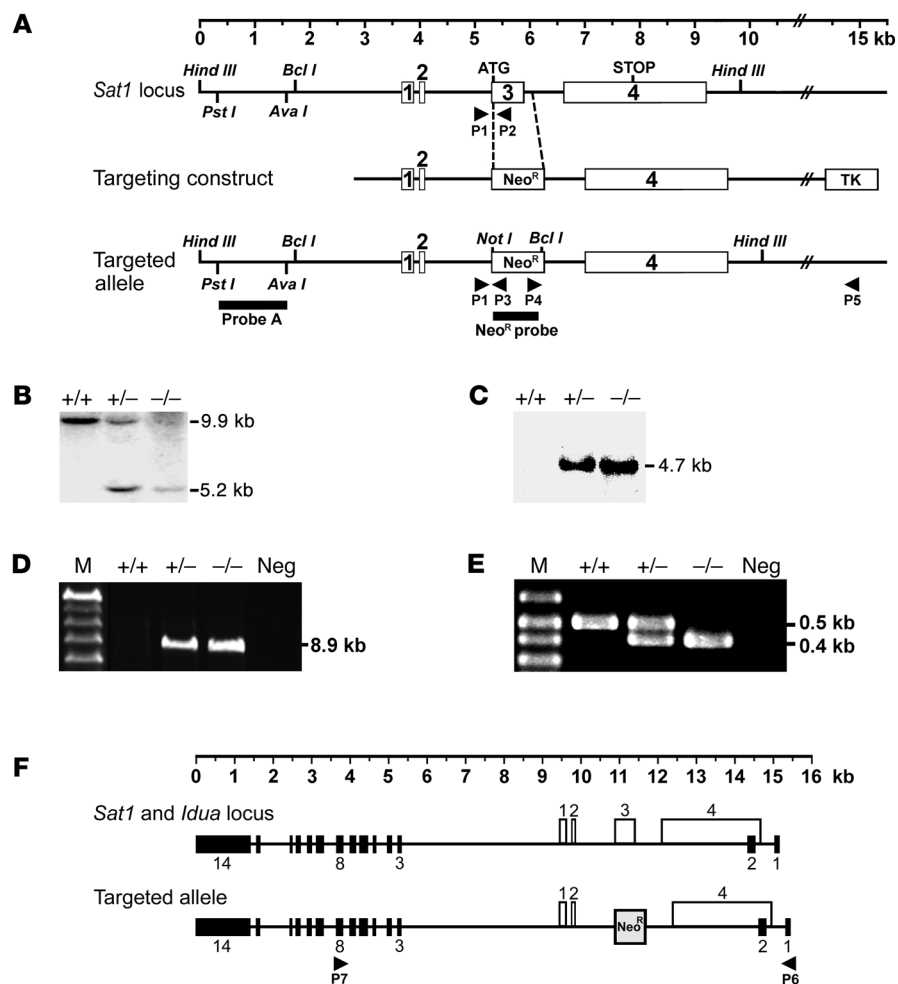 A
0 1 2 3 4 5 6 7 8 9 10 15 kb
Hind III Bcl I 2 ATG STOP Hind III
Sat1 locus 1 3 4
Pst I Ava I
P1 P2
2
Targeting construct 1 NeoR 4 TK
Hind III Bcl I 2 Not I Bcl I Hind III
Targeted allele 1 NeoR 4
Pst I Ava I
P1 P3 P4 P5
Probe A NeoR probe
B
+/+ +/– –/–
–9.9 kb
–5.2 kb
C
+/+ +/– –/–
– 4.7 kb
D
M +/+ +/– –/– Neg
-8.9 kb
E
M +/+ +/– –/– Neg
0.5 kb
0.4 kb
F
0 1 2 3 4 5 6 7 8 9 10 11 12 13 14 15 16 kb
Sat1 and Idua locus
1 2 3 4
14 8 3 2 1
Targeted allele
1 2 4
NeoR
14 8 3 2 1
P7 P6